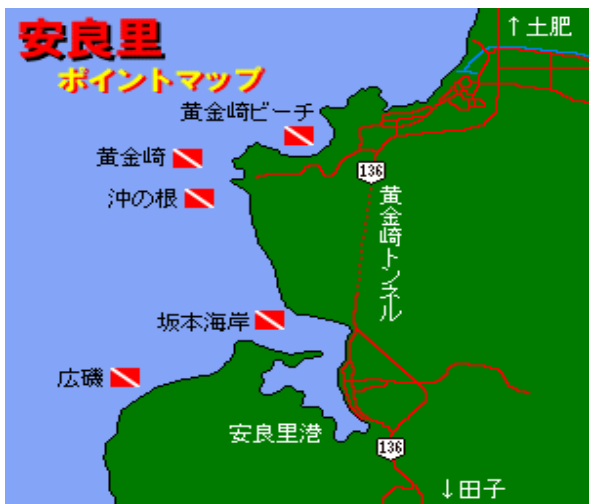 安良里
ポイントマップ
↑土肥
黄金崎ビーチ
黄金崎
沖の根
136
黄金崎トンネル
坂本海岸
広磯
安良里港
136
↓田子